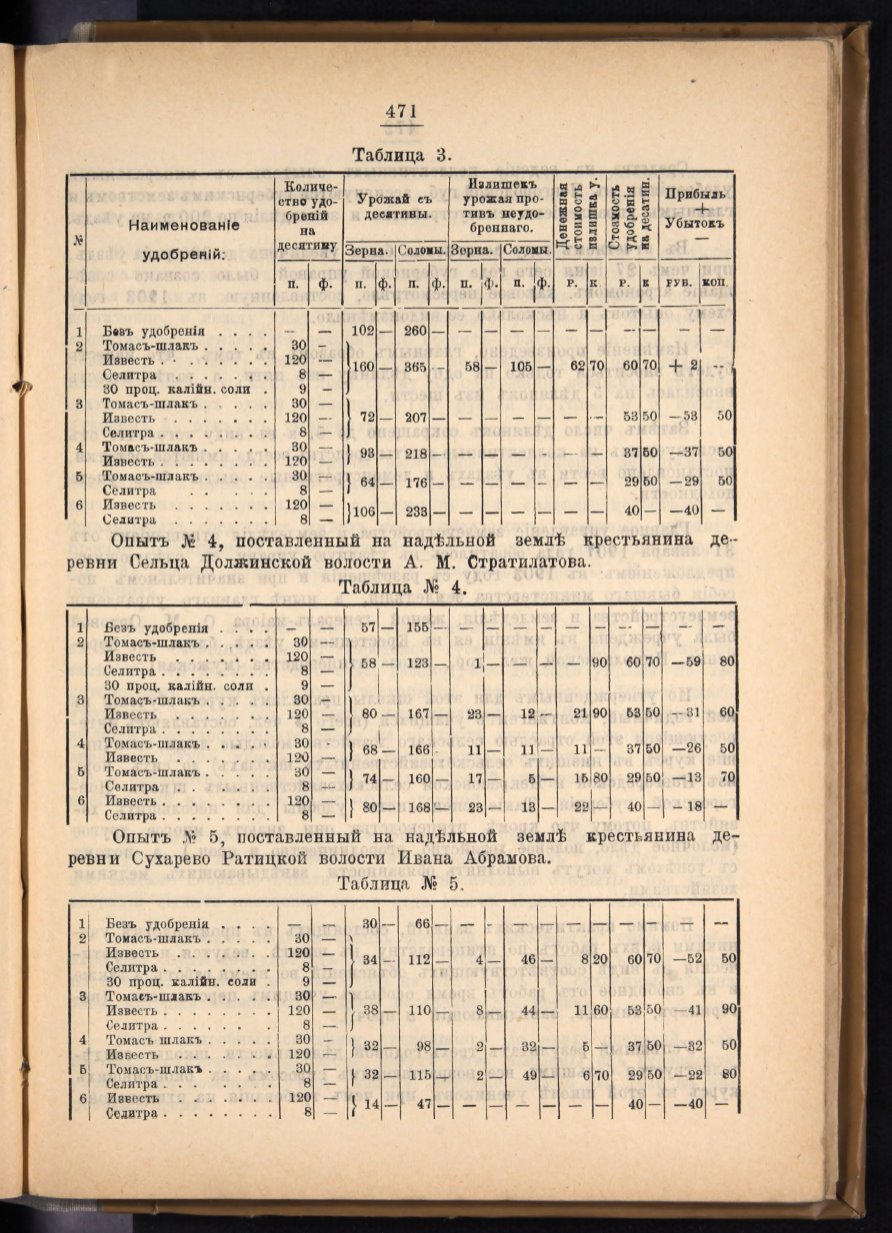 471
Таблица 3.
№ Наименованіе удобреній: Количество удобреній на десятину Урожай съ десятины. Излишекъ урожая противъ неудобреннаго. Денежная стоимость излишка у. Стоамость удобренія на десятин. Прибыль + Убытокъ —
Зерна. Соломы. Зерна. Соломы.
п. ф. п. ф. п. ф. п. ф. п. ф. р. к р. к рув. коп.
1 Безъ удобренія . . . . — — 102 — 260 — — — — — — — — — — —
2 Томасъ-шлакъ . . . . . 30 —
Известь . . . . . . . 120 — 160 — 365 — 58 — 105 — 62 70 60 70 + 2 —
Селитра . . . . . . 8 —
30 проц. калійн. соли . 9 —
3 Томасъ-шлакъ . . . . . 30 —
Известь . . . . . . . 120 — 72 — 207 — — — — — — — 53 50 —53 50
Селитра . . . . . . . . 8 —
4 Томасъ-шлакъ . . . . . 30 — 93 — 218 — — — — — — — 37 50 —37 50
Известь . . . . . . . . 120 —
5 Томасъ-шлакъ . . . . . 30 — 64 — 176 — — — — — — — 29 50 —29 50
Селитра . . . . 8 —
6 Известь . . . . . . . 120 — 106 — 233 — — — — — — — 40 — —40 —
Селитра . . . . . . . 8 —
Опытъ № 4, поставленный на надѣльной землѣ крестьянина де-
ревни Сельца Должинской волости А. М. Стратилатова.
Таблица № 4.
1 Безъ удобренія . . . . — — 57 — 155 — — — — — — — — — — —
2 Томасъ-шлакъ . . . . . 30 —
Известь . . . . . . . 120 — 58 — 123 — 1 — — — — 90 60 70 —59 80
Селитра . . . . . . . . 8 —
30 проц. калійн. соли . 9 —
3 Томасъ-шлакъ . . . . . 30 —
Известь . . . . . . . 120 — 80 — 167 — 23 — 12 — 21 90 53 50 —31 60
Селитра . . . . . . . . 8 —
4 Томасъ-шлакъ . . . . . 30 — 68 — 166 11 — 11 — 11 — 37 50 —26 50
Известь . . . . . . . 120 —
5 Томасъ-шлакъ . . . . . 30 — 74 — 160 — 17 — 5 — 15 80 29 50 —13 70
Селитра . . . . . . . 8 —
6 Известь . . . . . . . . 120 — 80 — 168 — 23 — 13 — 22 — 40 — — 18 —
Селитра . . . . . . . . 8 —
Опытъ № 5, поставленный на надѣльной землѣ крестьянина де-
ревни Сухарево Ратицкой волости Ивана Абрамова.
Таблица № 5.
1 Безъ удобренія . . . . — — 30 — 66 — — — — — — — — — — —
2 Томасъ-шлакъ . . . . . 30 —
Известь . . . . . . . 120 — 34 — 112 — 4 — 46 — 8 20 60 70 —52 50
Селитра . . . . . . . . 8 —
30 проц. калійн. соли . 9 —
3 Томасъ-шлакъ . . . . . 30 —
Известь . . . . . . . . 120 — 38 — 110 — 8 — 44 — 11 60 53 50 —41 90
Селитра . . . . . . . 8 —
4 Томасъ шлакъ . . . . . 30 — 32 — 98 — 2 — 32 — 5 — 37 50 —32 50
Известь . . . . . . . 120 —
5 Томасъ-шлакъ . . . . . 30 — 32 — 115 — 2 — 49 — 6 70 29 50 —22 80
Селитра . . . . . . . . 8 —
6 Известь . . . . . . . 120 — 14 — 47 — — — — — — — 40 — —40 —
Селитра . . . . . . . . 8 —